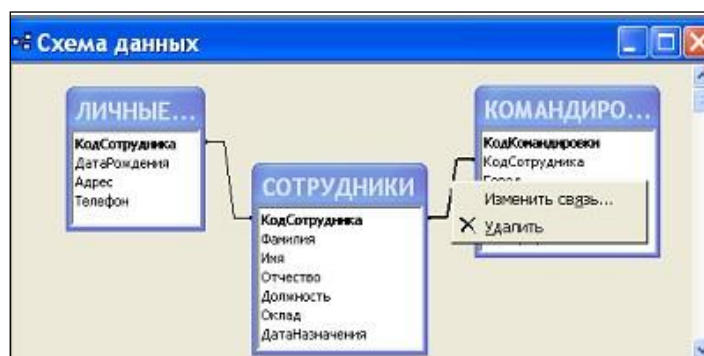 Схема данных
ЛИЧНЫЕ...
КодСотрудника
ДатаРождения
Адрес
Телефон
СОТРУДНИКИ
КодСотрудника
Фамилия
Имя
Отчество
Должность
Оклад
ДатаНазначения
КОМАНДИРО...
КодКомандировки
КодСотрудника
Город
Изменить связь...
Удалить